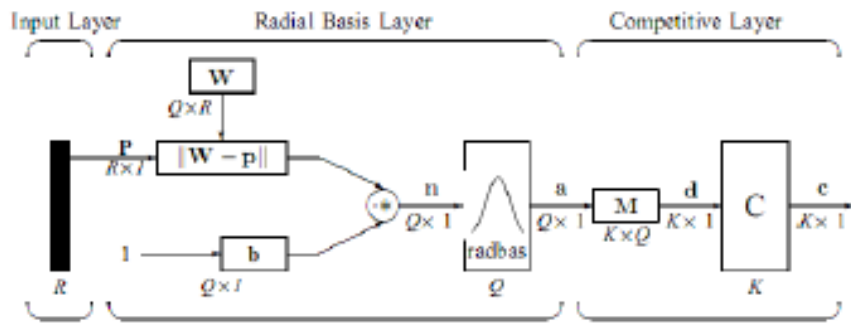 Input Layer Radial Basis Layer Competitive Layer
W
Q×R
P
R×1
‖W − p‖
n
Q× 1
a
Q× 1
M
K×Q
d
K× 1
C
c
K× 1
.*
1
b
Q×1
radbas
R
Q
K